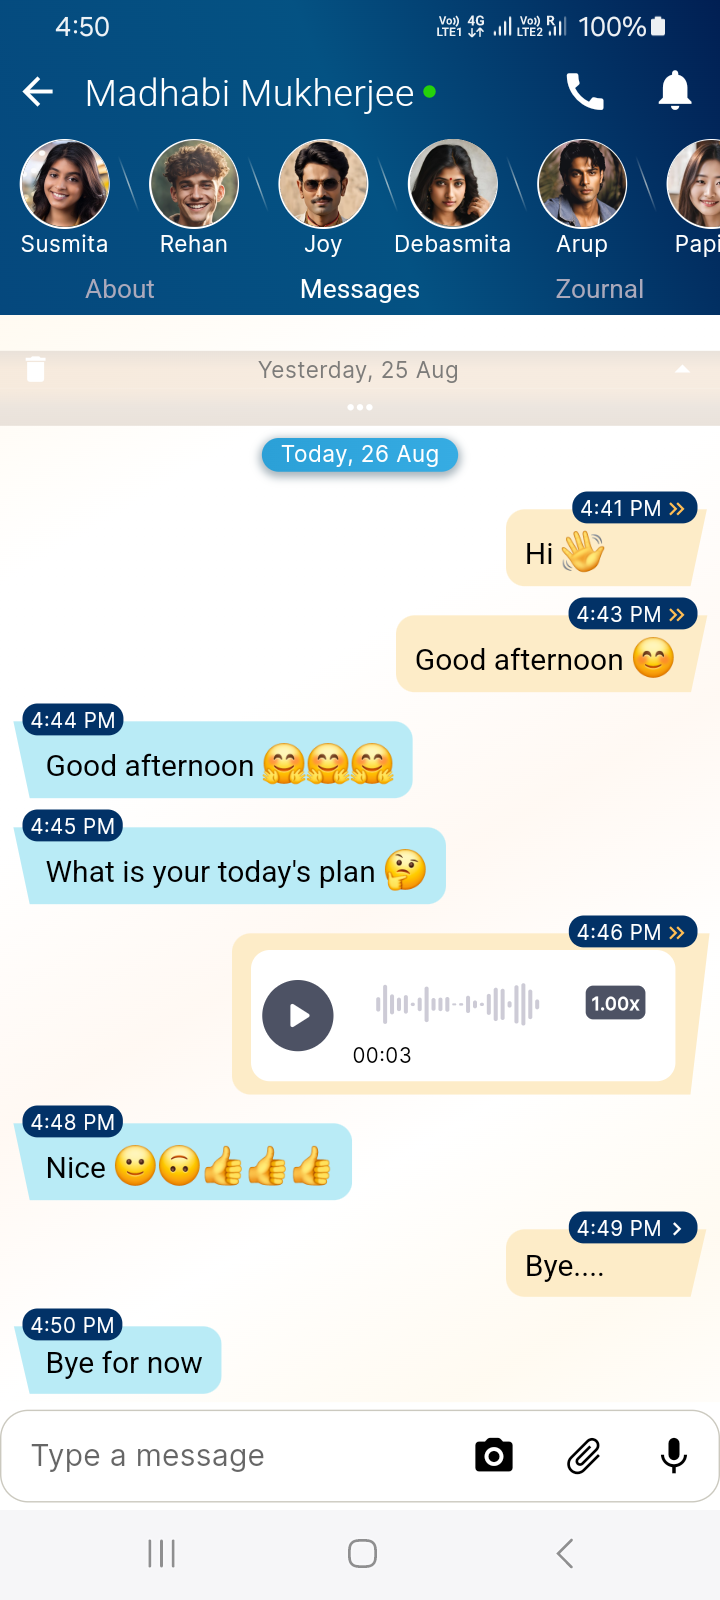 4:50
Vo)) LTE1 4G Vo)) LTE2 R 100%
Madhabi Mukherjee
Susmita Rehan Joy Debasmita Arup Papi
About Messages Zournal
Yesterday, 25 Aug
Today, 26 Aug
4:41 PM
Hi 👋
4:43 PM
Good afternoon 😊
4:44 PM
Good afternoon 🤗🤗🤗
4:45 PM
What is your today's plan 🤔
4:46 PM
1.00x
00:03
4:48 PM
Nice 🙂🙃👍👍👍
4:49 PM
Bye....
4:50 PM
Bye for now
Type a message